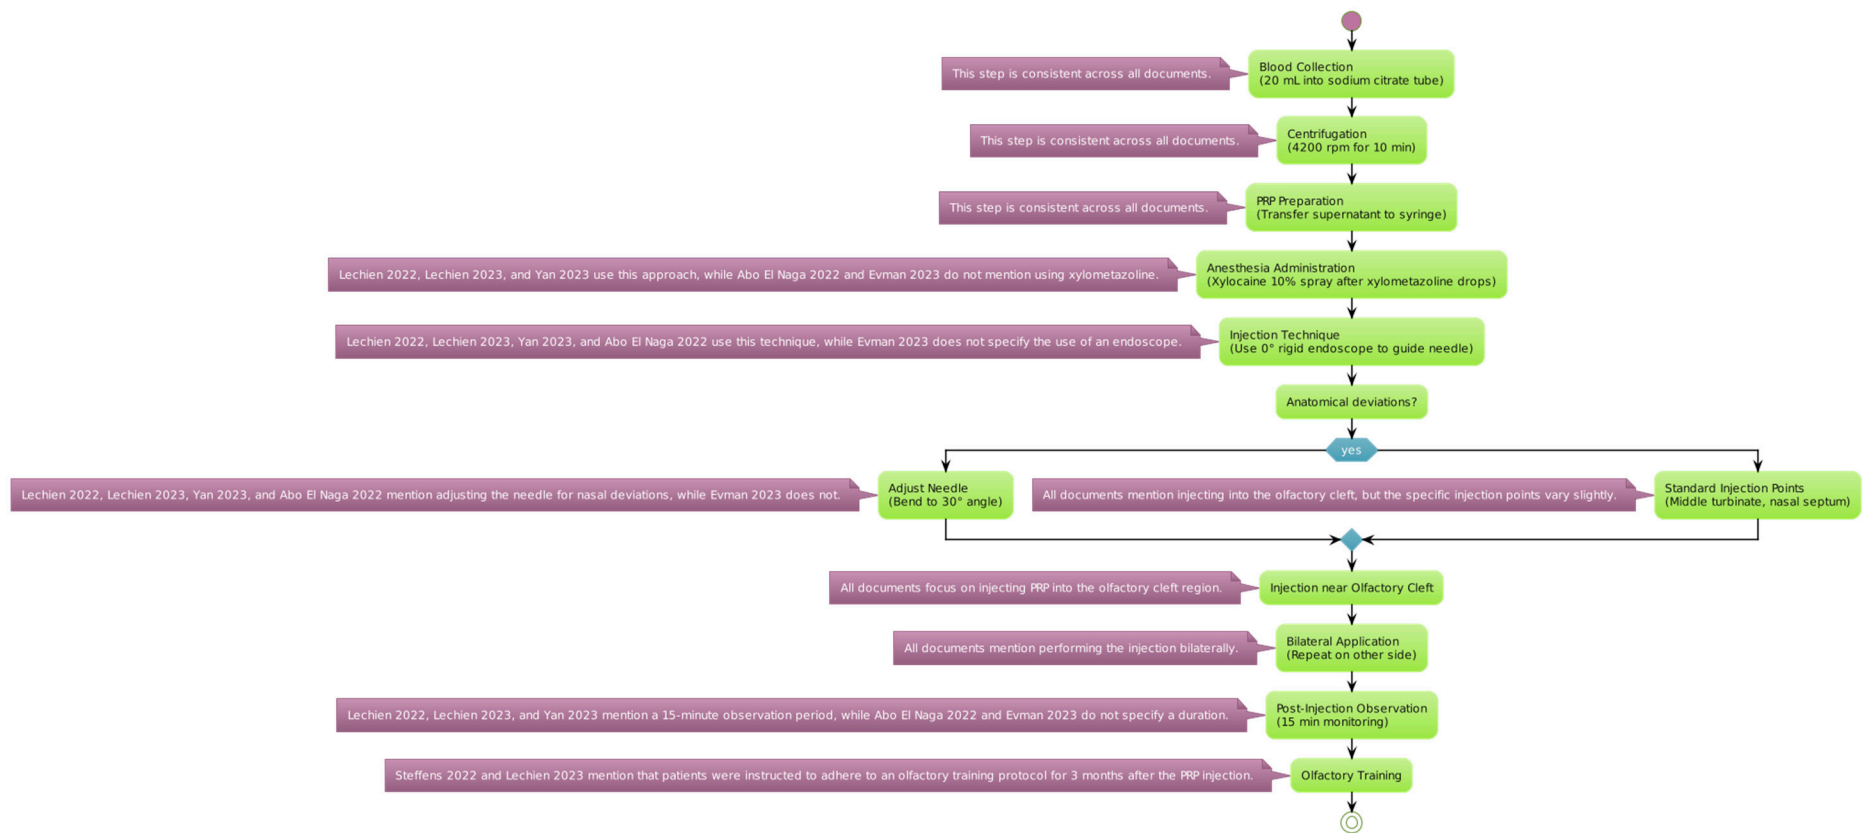 This step is consistent across all documents.
Blood Collection
(20 mL into sodium citrate tube)
This step is consistent across all documents.
Centrifugation
(4200 rpm for 10 min)
This step is consistent across all documents.
PRP Preparation
(Transfer supernatant to syringe)
Lechien 2022, Lechien 2023, and Yan 2023 use this approach, while Abo El Naga 2022 and Evman 2023 do not mention using xylometazoline.
Anesthesia Administration
(Xylocaine 10% spray after xylometazoline drops)
Lechien 2022, Lechien 2023, Yan 2023, and Abo El Naga 2022 use this technique, while Evman 2023 does not specify the use of an endoscope.
Injection Technique
(Use 0° rigid endoscope to guide needle)
Anatomical deviations?
yes
Lechien 2022, Lechien 2023, Yan 2023, and Abo El Naga 2022 mention adjusting the needle for nasal deviations, while Evman 2023 does not.
Adjust Needle
(Bend to 30° angle)
All documents mention injecting into the olfactory cleft, but the specific injection points vary slightly.
Standard Injection Points
(Middle turbinate, nasal septum)
All documents focus on injecting PRP into the olfactory cleft region.
Injection near Olfactory Cleft
All documents mention performing the injection bilaterally.
Bilateral Application
(Repeat on other side)
Lechien 2022, Lechien 2023, and Yan 2023 mention a 15-minute observation period, while Abo El Naga 2022 and Evman 2023 do not specify a duration.
Post-Injection Observation
(15 min monitoring)
Steffens 2022 and Lechien 2023 mention that patients were instructed to adhere to an olfactory training protocol for 3 months after the PRP injection.
Olfactory Training